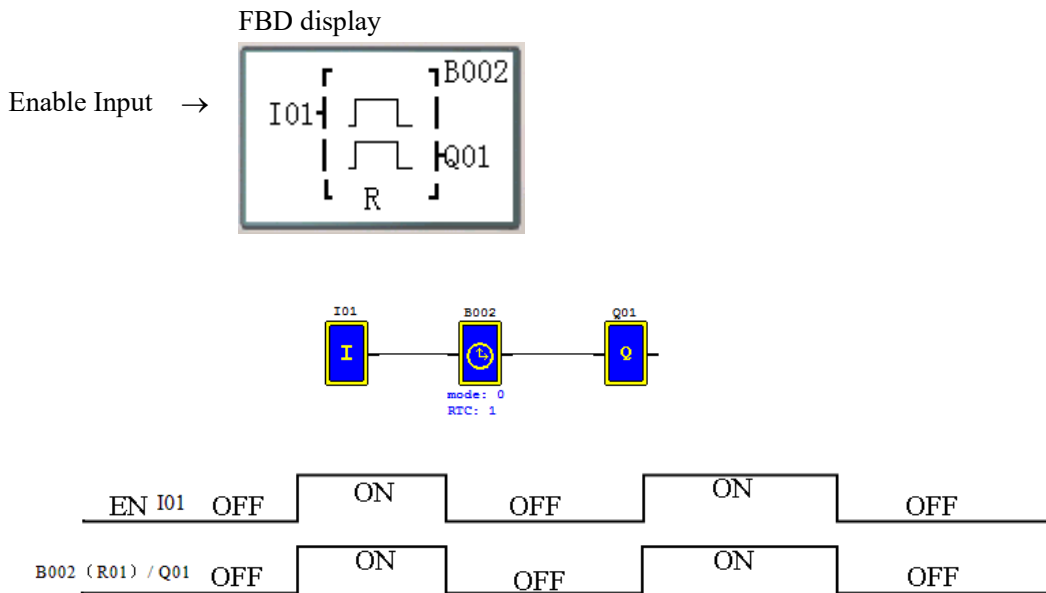 FBD display
B002
Enable Input →
I01
Q01
R
I01 B002 Q01
I Q
mode: 0
RTC: 1
EN I01 OFF ON OFF ON OFF
B002（R01）/ Q01 OFF ON OFF ON OFF